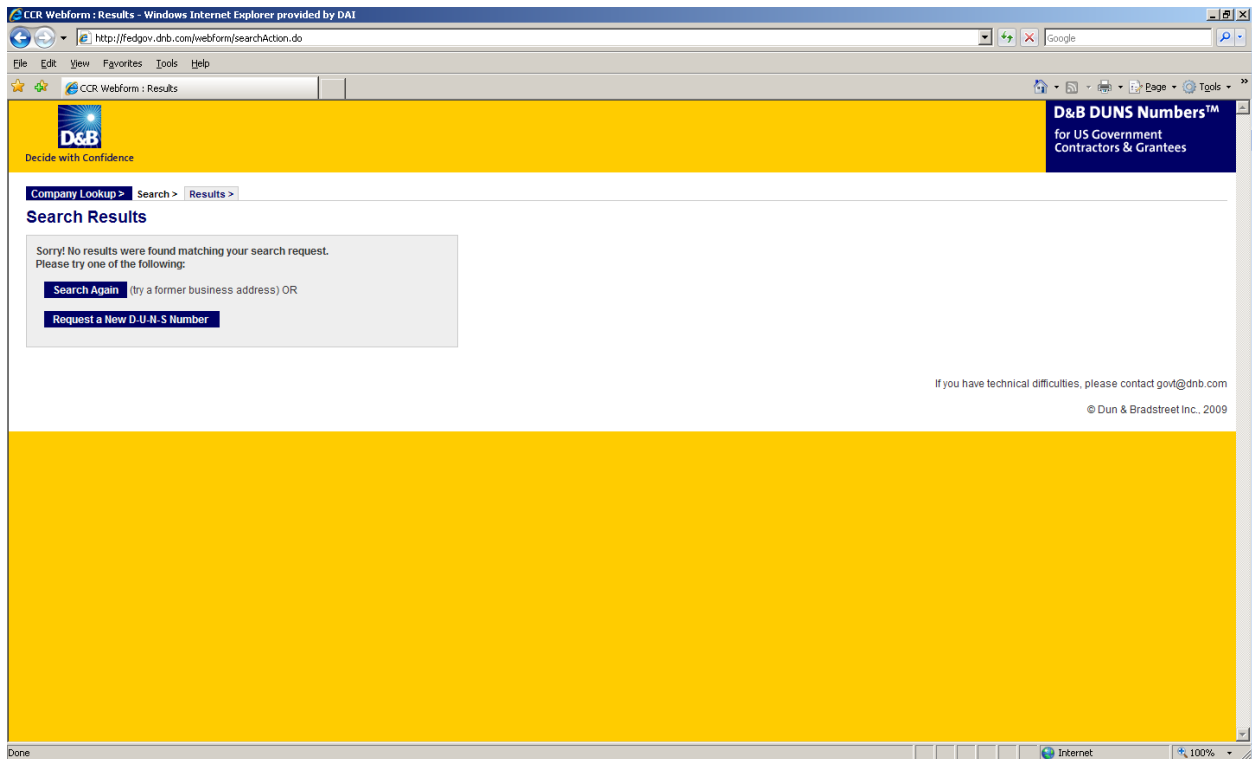 CCR Webform : Results - Windows Internet Explorer provided by DAI
http://fedgov.dnb.com/webform/searchAction.do
Google
File Edit View Favorites Tools Help
CCR Webform : Results
Page Tools »
D&B
Decide with Confidence
D&B DUNS Numbers™
for US Government
Contractors & Grantees
Company Lookup > Search > Results >
Search Results
Sorry! No results were found matching your search request.
Please try one of the following:
Search Again (try a former business address) OR
Request a New D-U-N-S Number
If you have technical difficulties, please contact govt@dnb.com
© Dun & Bradstreet Inc., 2009
Done Internet 100%